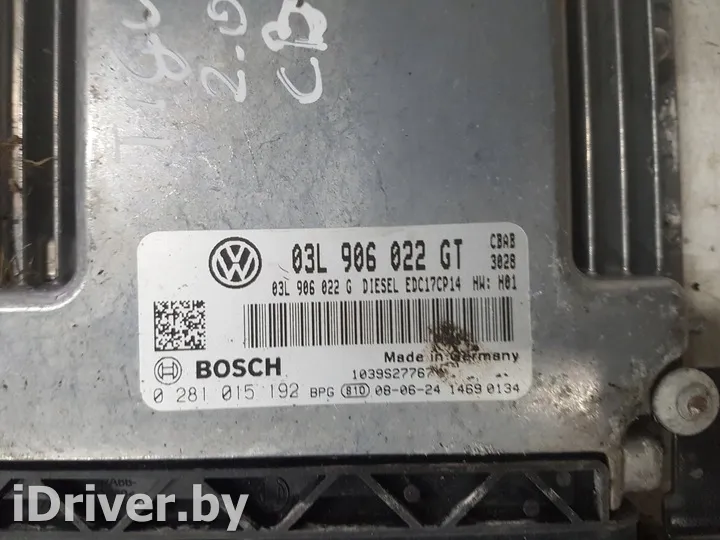 03L 906 022 GT CBAB
3028
03L 906 022 G DIESEL EDC17CP14 HW: H01
BOSCH
Made in Germany
0 281 015 192 BPG 810 08-06-24 1469 0134
iDriver.by